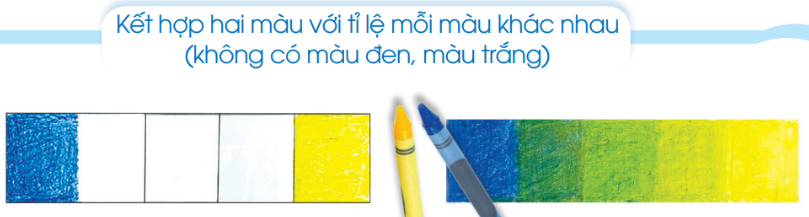 Kết hợp hai màu với tỉ lệ mỗi màu khác nhau
(không có màu đen, màu trắng)